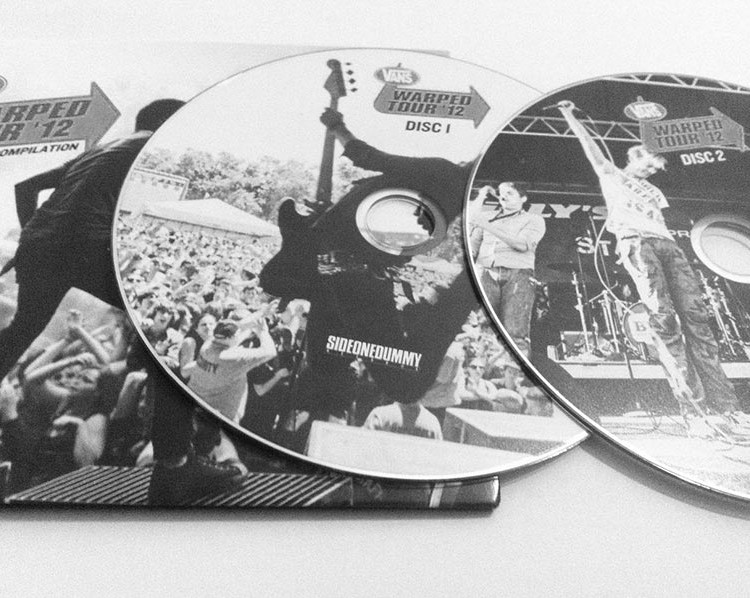 WARPED
TOUR '12
COMPILATION
VANS
WARPED
TOUR '12
DISC 1
SIDEONEDUMMY
VANS
WARPED
TOUR '12
DISC 2